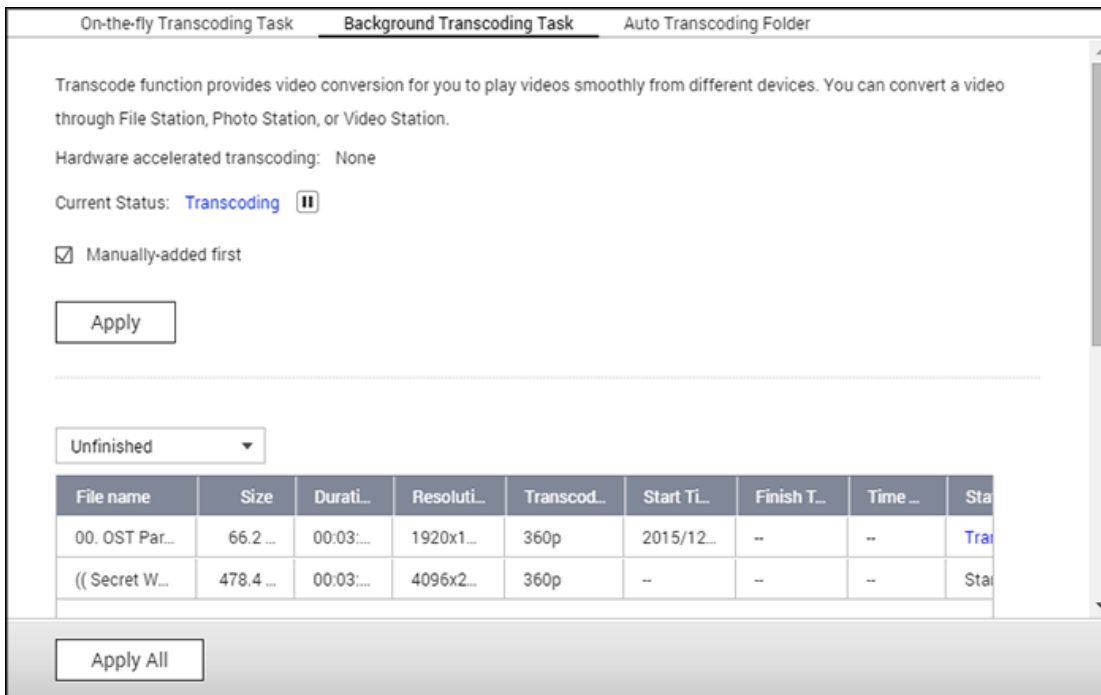 On-the-fly Transcoding Task Background Transcoding Task Auto Transcoding Folder
Transcode function provides video conversion for you to play videos smoothly from different devices. You can convert a video
through File Station, Photo Station, or Video Station.
Hardware accelerated transcoding: None
Current Status: Transcoding
Manually-added first
Apply
Unfinished
File name Size Durati... Resoluti... Transcod... Start Ti... Finish T... Time ... Sta
00. OST Par... 66.2 ... 00:03:... 1920x1... 360p 2015/12... -- -- Tra
(( Secret W... 478.4 ... 00:03:... 4096x2... 360p -- -- -- Sta
Apply All